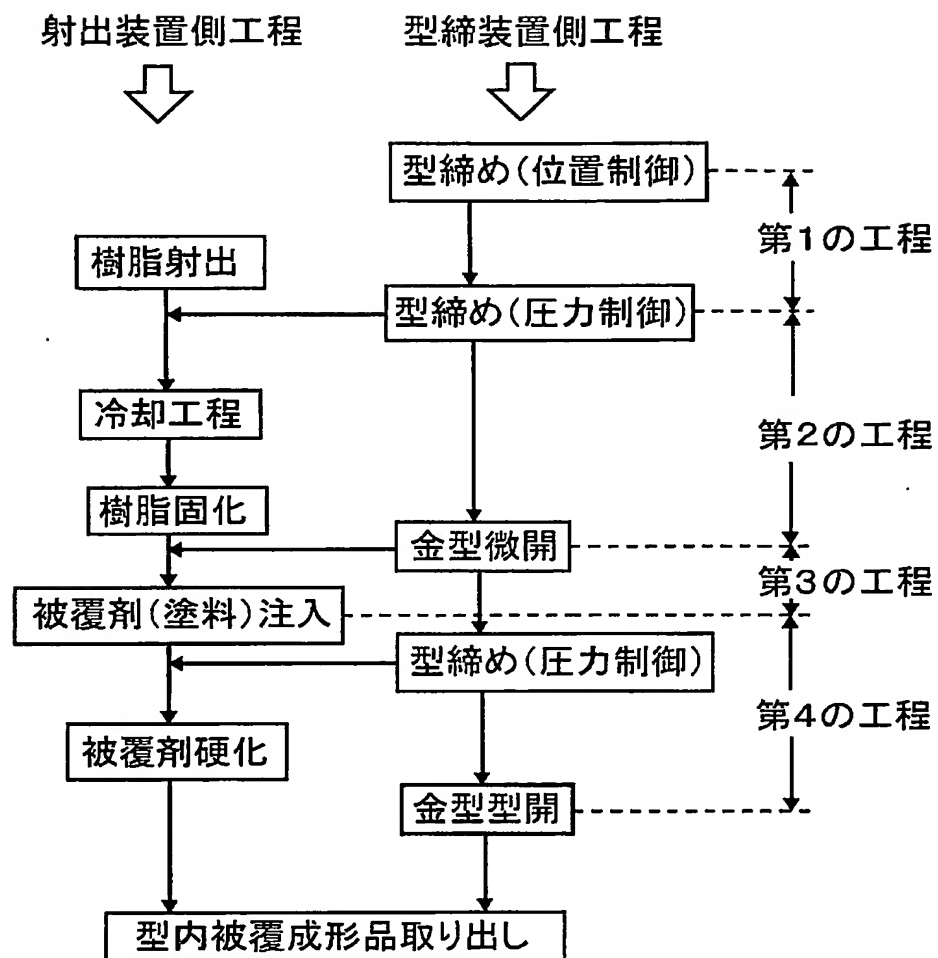 射出装置側工程
型締装置側工程
型締め(位置制御)
第1の工程
樹脂射出
型締め(圧力制御)
冷却工程
第2の工程
樹脂固化
金型微開
第3の工程
被覆剤(塗料)注入
型締め(圧力制御)
第4の工程
被覆剤硬化
金型型開
型内被覆成形品取り出し